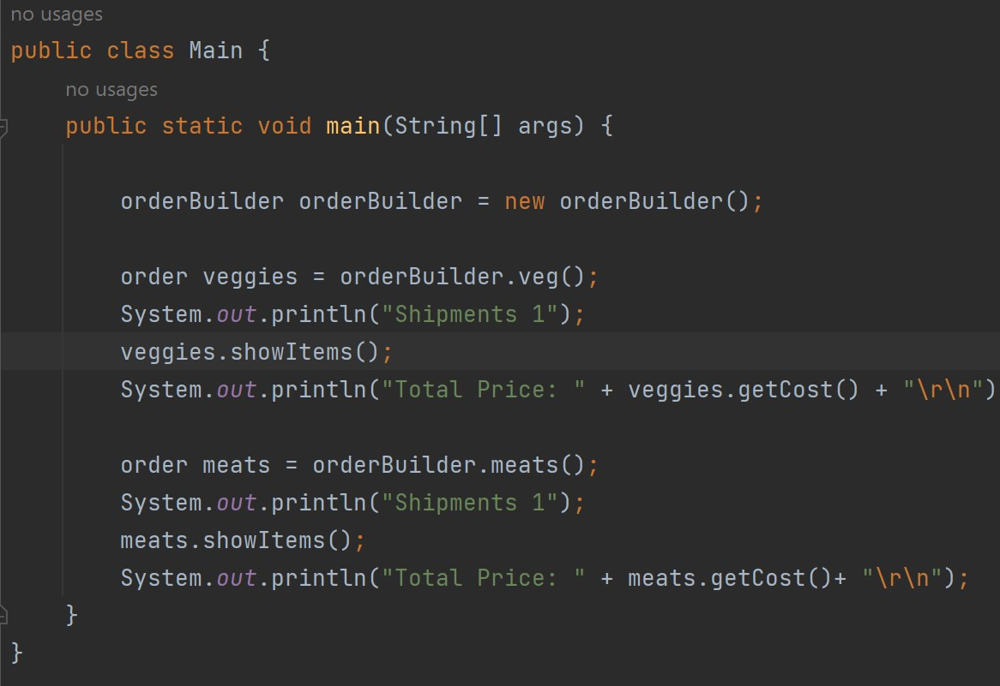 no usages
public class Main {
no usages
public static void main(String[] args) {
orderBuilder orderBuilder = new orderBuilder();
order veggies = orderBuilder.veg();
System.out.println("Shipments 1");
veggies.showItems();
System.out.println("Total Price: " + veggies.getCost() + "\r\n")
order meats = orderBuilder.meats();
System.out.println("Shipments 1");
meats.showItems();
System.out.println("Total Price: " + meats.getCost()+ "\r\n");
}
}